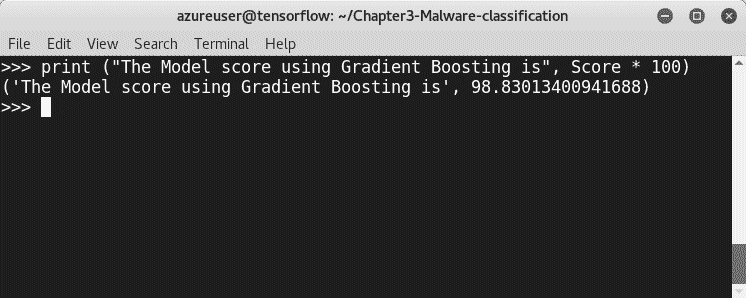 azureuser@tensorflow: ~/Chapter3-Malware-classification
File Edit View Search Terminal Help
>>> print ("The Model score using Gradient Boosting is", Score * 100)
('The Model score using Gradient Boosting is', 98.83013400941688)
>>>